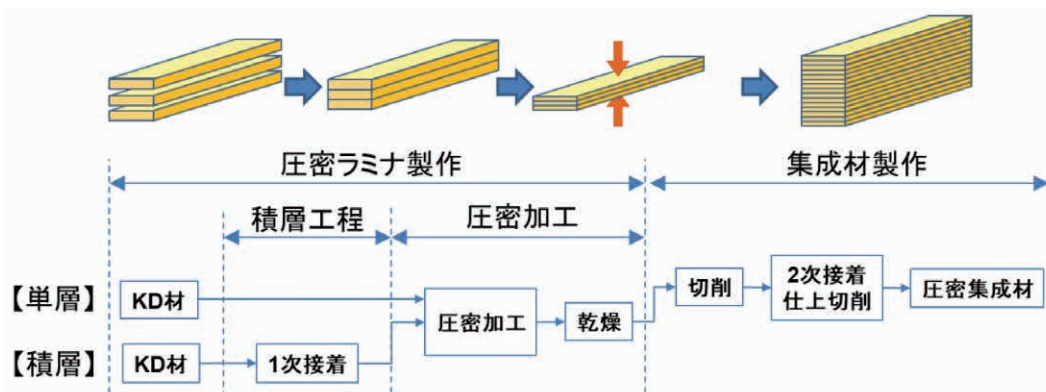 圧密ラミナ製作
集成材製作
積層工程
圧密加工
【単層】
KD材
圧密加工
乾燥
切削
2次接着
仕上切削
圧密集成材
【積層】
KD材
1次接着